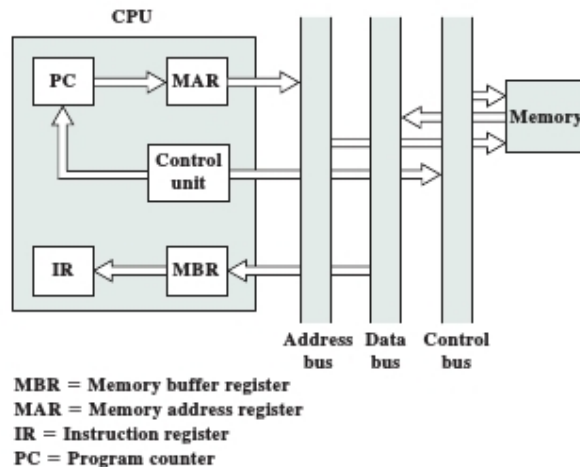 CPU
PC
MAR
Memory
Control
unit
IR
MBR
Address
bus
Data
bus
Control
bus
MBR = Memory buffer register
MAR = Memory address register
IR = Instruction register
PC = Program counter